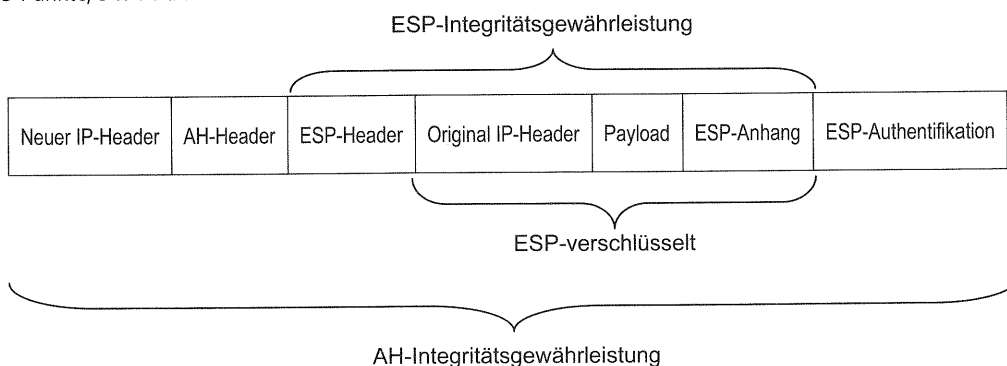 ESP-Integritätsgewährleistung
Neuer IP-Header AH-Header ESP-Header Original IP-Header Payload ESP-Anhang ESP-Authentifikation
ESP-verschlüsselt
AH-Integritätsgewährleistung